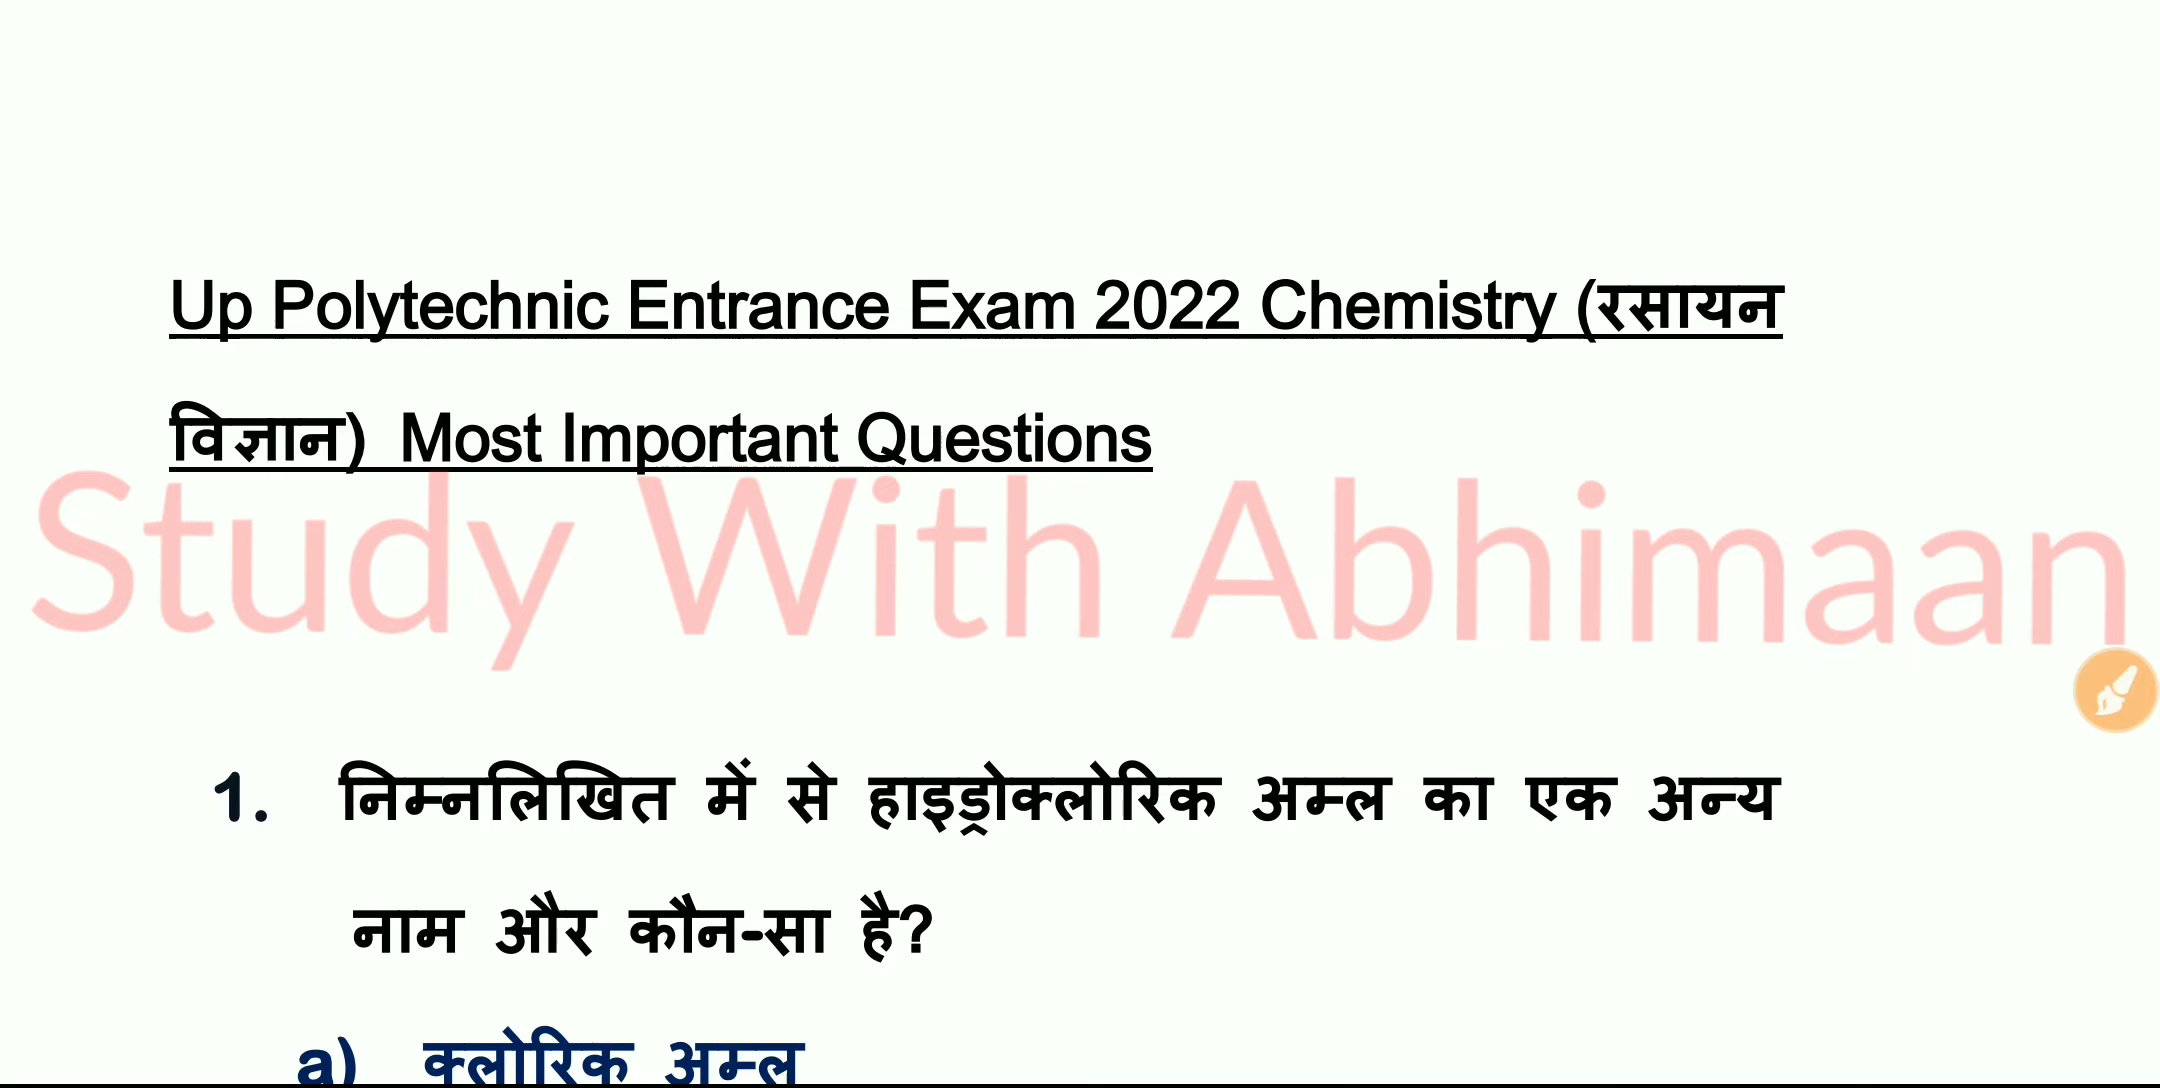 Up Polytechnic Entrance Exam 2022 Chemistry (रसायन
विज्ञान) Most Important Questions
Study With Abhimaan
1. निम्नलिखित में से हाइड्रोक्लोरिक अम्ल का एक अन्य
नाम और कौन-सा है?
a) क्लोरिक अम्ल